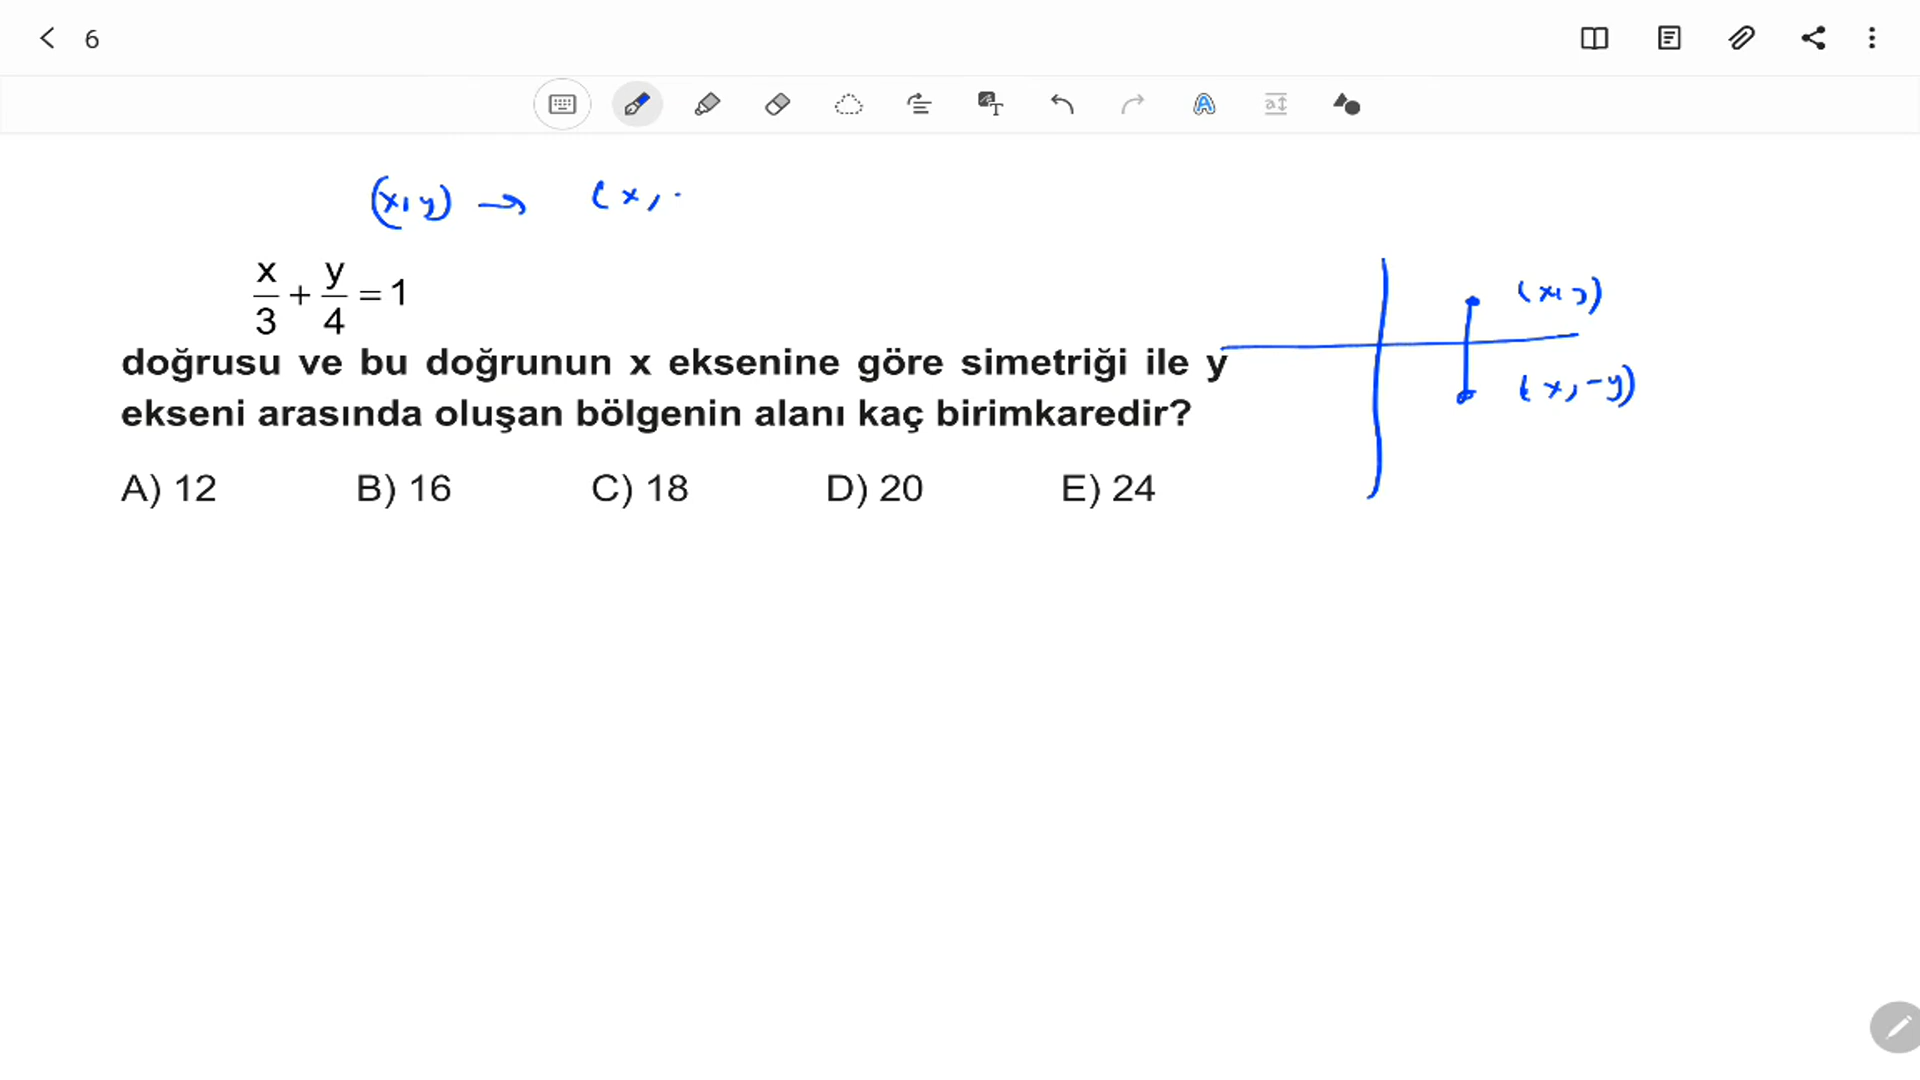 6
(x,y) → (x, -
x/3 + y/4 = 1
doğrusu ve bu doğrunun x eksenine göre simetriği ile y
ekseni arasında oluşan bölgenin alanı kaç birimkaredir?
A) 12 B) 16 C) 18 D) 20 E) 24
(x,y)
(x,-y)